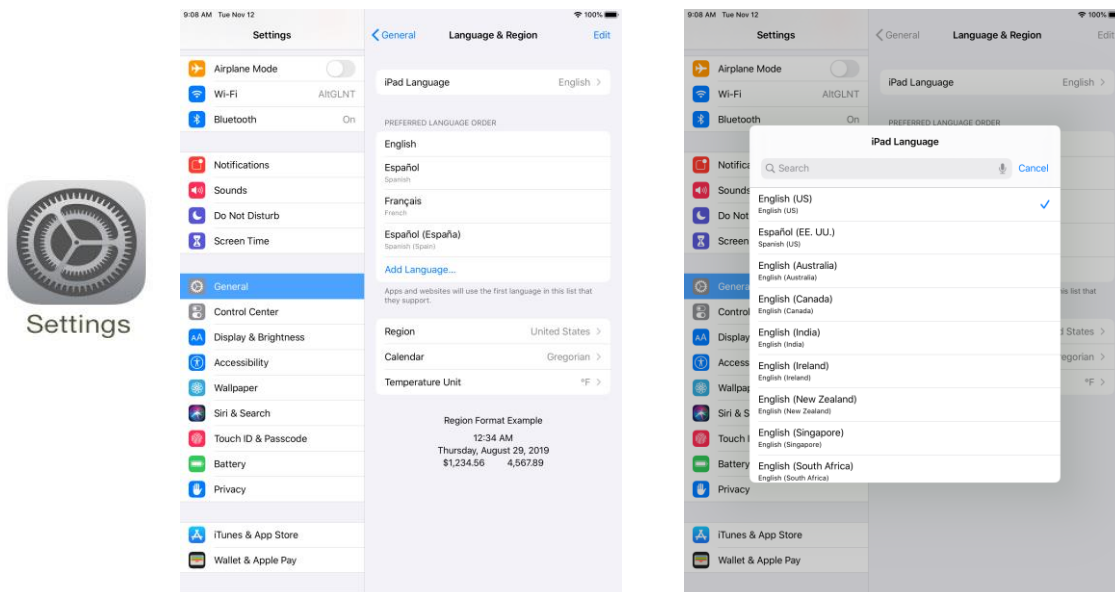 Settings
9:08 AM Tue Nov 12
100%
Settings
Airplane Mode
Wi-Fi AltGLNT
Bluetooth On
Notifications
Sounds
Do Not Disturb
Screen Time
General
Control Center
Display & Brightness
Accessibility
Wallpaper
Siri & Search
Touch ID & Passcode
Battery
Privacy
iTunes & App Store
Wallet & Apple Pay
General Language & Region Edit
iPad Language English
PREFERRED LANGUAGE ORDER
English
Español
Spanish
Français
French
Español (España)
Spanish (Spain)
Add Language...
Apps and websites will use the first language in this list that
they support.
Region United States
Calendar Gregorian
Temperature Unit °F
Region Format Example
12:34 AM
Thursday, August 29, 2019
$1,234.56 4,567.89
9:08 AM Tue Nov 12
100%
Settings
Airplane Mode
Wi-Fi AltGLNT
Bluetooth On
Notifica
Sounds
Do Not
Screen
Genera
Control
Display
Access
Wallpap
Siri & S
Touch I
Battery
Privacy
iTunes & App Store
Wallet & Apple Pay
General Language & Region Edit
iPad Language English
PREFERRED LANGUAGE ORDER
iPad Language
Search Cancel
English (US)
English (US)
Español (EE. UU.)
Spanish (US)
English (Australia)
English (Australia)
English (Canada)
English (Canada)
English (India)
English (India)
English (Ireland)
English (Ireland)
English (New Zealand)
English (New Zealand)
English (Singapore)
English (Singapore)
English (South Africa)
English (South Africa)
his list that
d States
egorian
°F